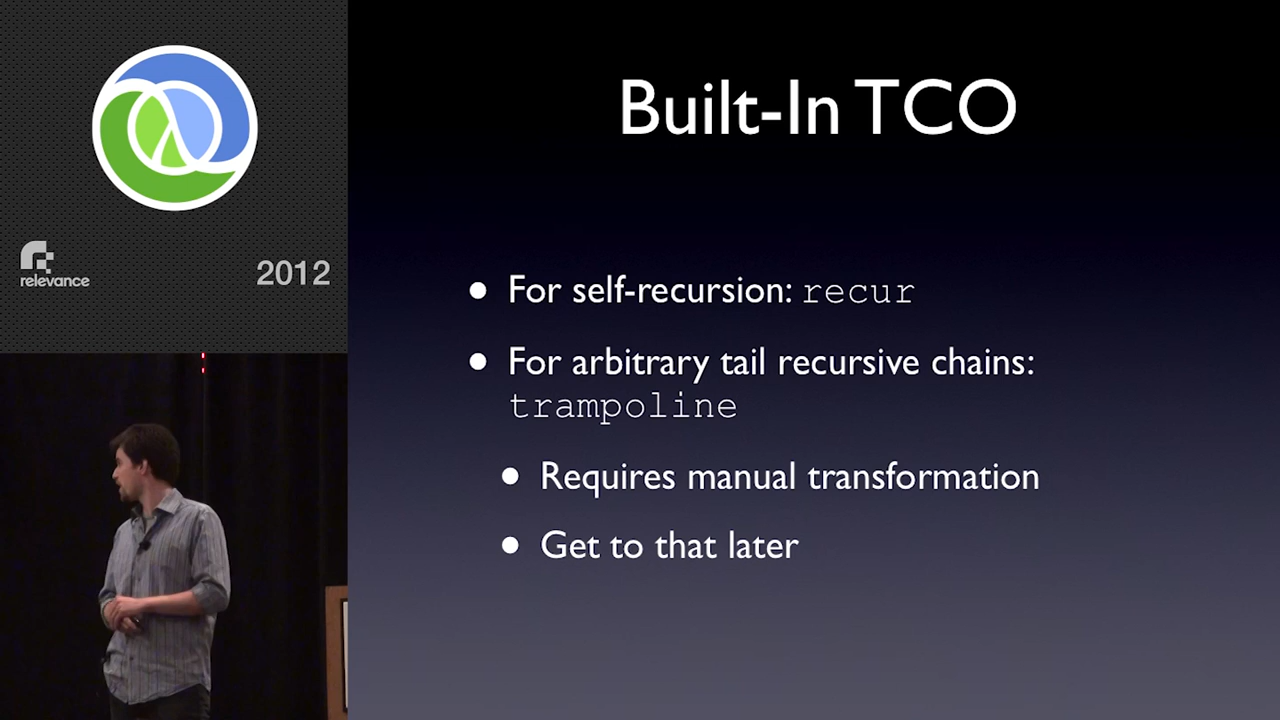 relevance
2012
Built-In TCO
• For self-recursion: recur
• For arbitrary tail recursive chains:
trampoline
• Requires manual transformation
• Get to that later